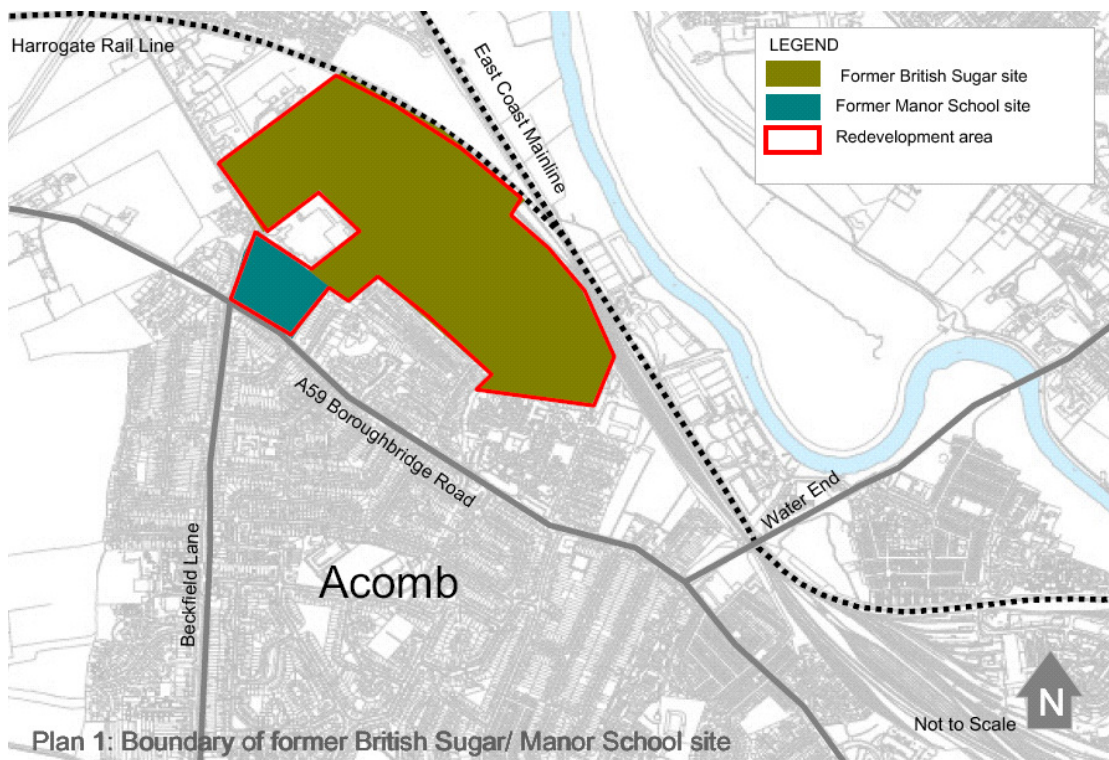 Harrogate Rail Line
East Coast Mainline
LEGEND
Former British Sugar site
Former Manor School site
Redevelopment area
A59 Boroughbridge Road
Water End
Beckfield Lane
Acomb
N
Not to Scale
Plan 1: Boundary of former British Sugar/ Manor School site